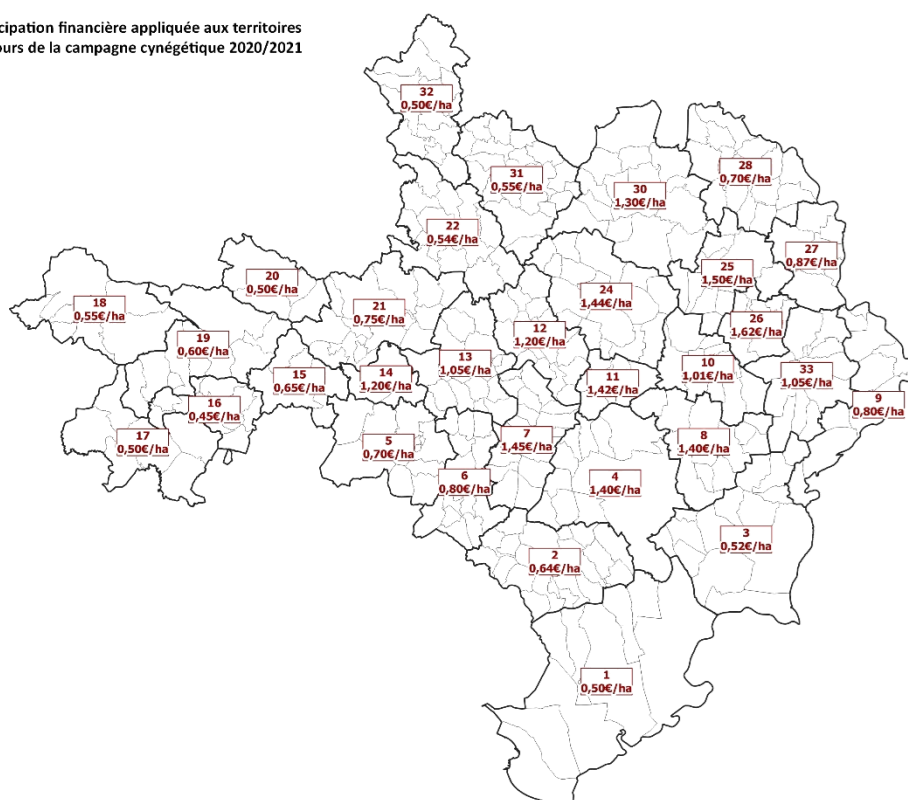 cipation financière appliquée aux territoires
ours de la campagne cynégétique 2020/2021
32
0,50€/ha
31
0,55€/ha
28
0,70€/ha
30
1,30€/ha
22
0,54€/ha
27
0,87€/ha
25
1,50€/ha
20
0,50€/ha
24
1,44€/ha
18
0,55€/ha
21
0,75€/ha
26
1,62€/ha
12
1,20€/ha
19
0,60€/ha
13
1,05€/ha
10
1,01€/ha
33
1,05€/ha
15
0,65€/ha
14
1,20€/ha
11
1,42€/ha
9
0,80€/ha
16
0,45€/ha
17
0,50€/ha
5
0,70€/ha
7
1,45€/ha
8
1,40€/ha
6
0,80€/ha
4
1,40€/ha
3
0,52€/ha
2
0,64€/ha
1
0,50€/ha